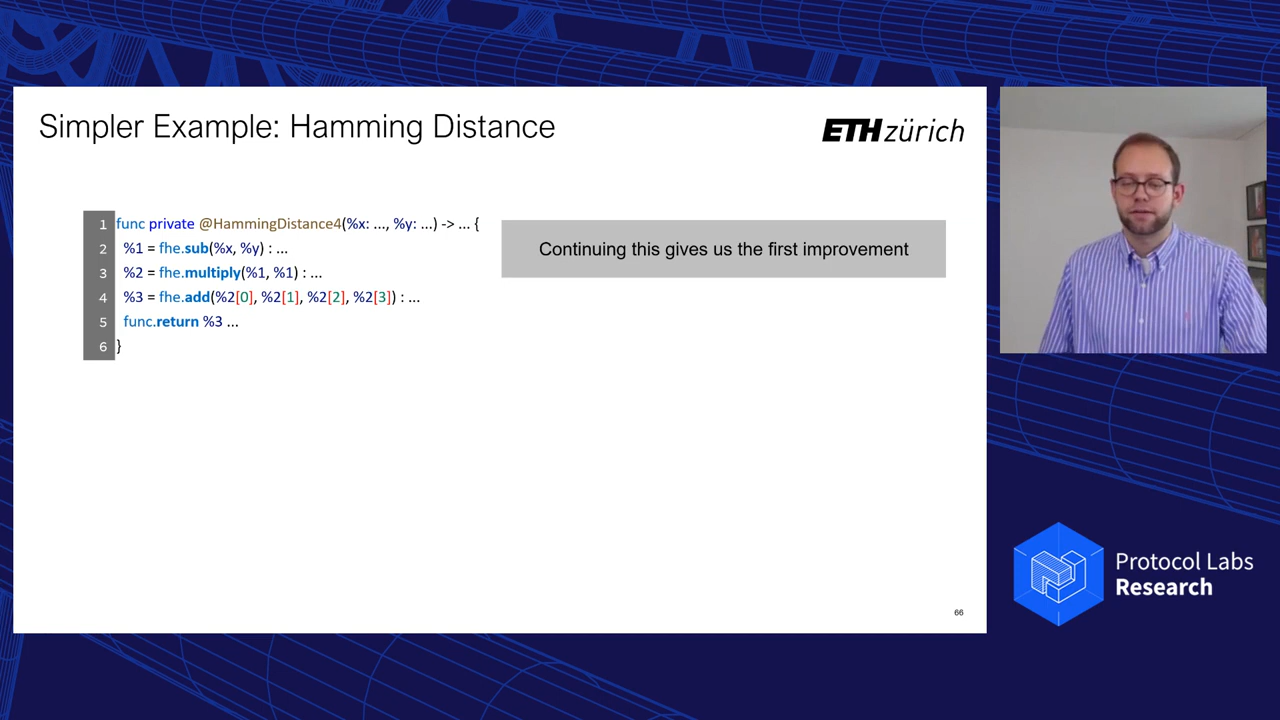 Simpler Example: Hamming Distance
ETH zürich
1 func private @HammingDistance4(%x: ..., %y: ...) -> ... {
2 %1 = fhe.sub(%x, %y) : ...
3 %2 = fhe.multiply(%1, %1) : ...
4 %3 = fhe.add(%2[0], %2[1], %2[2], %2[3]) : ...
5 func.return %3 ...
6 }
Continuing this gives us the first improvement
66
Protocol Labs
Research